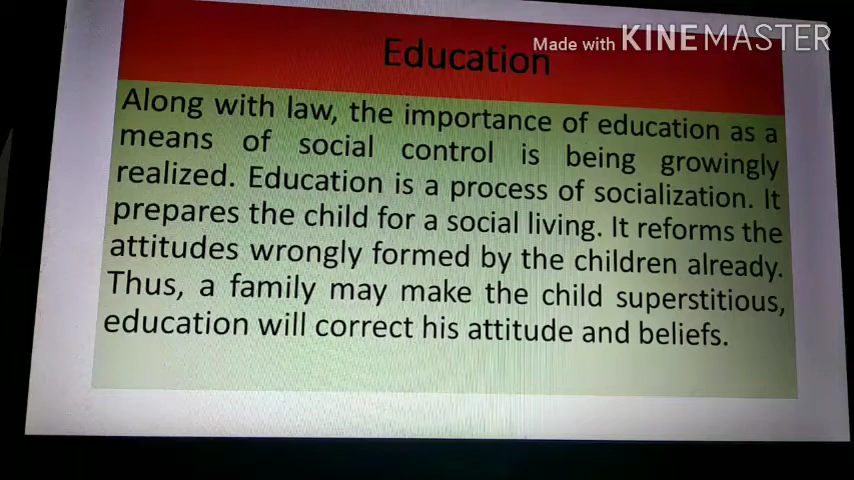 Education
Made with KINEMASTER
Along with law, the importance of education as a
means of social control is being growingly
realized. Education is a process of socialization. It
prepares the child for a social living. It reforms the
attitudes wrongly formed by the children already.
Thus, a family may make the child superstitious,
education will correct his attitude and beliefs.